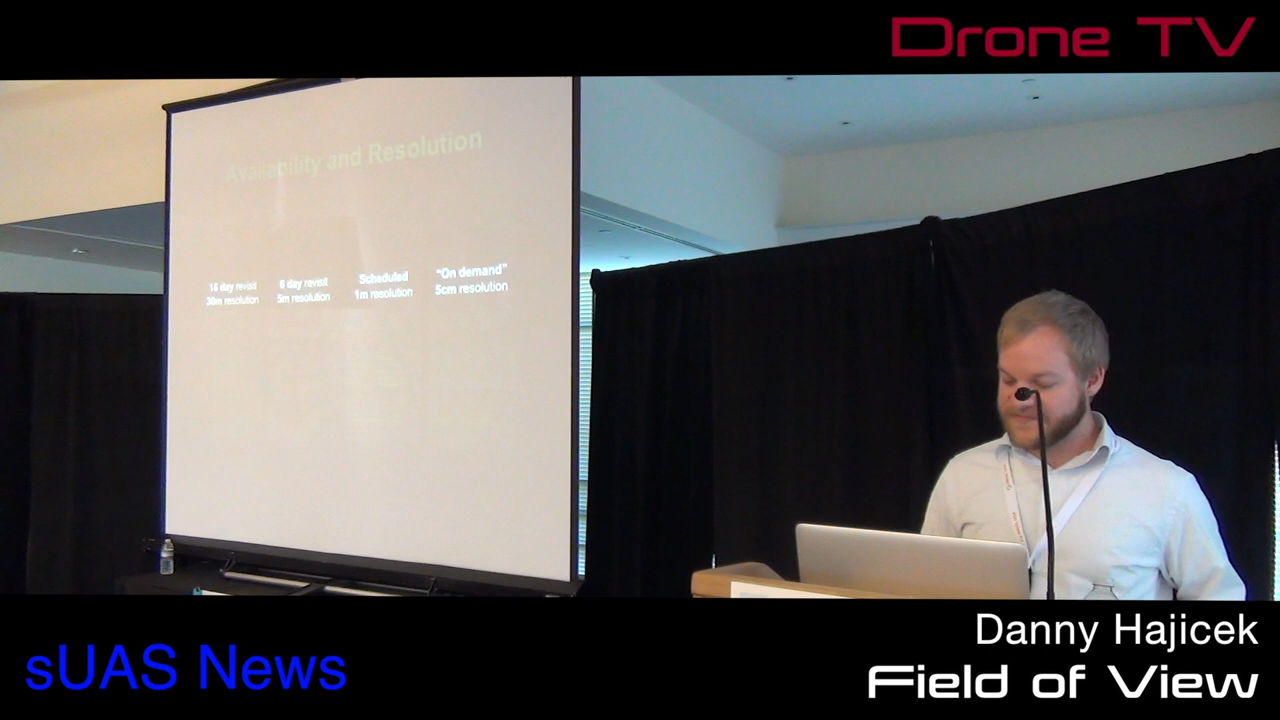 Drone TV
Availability and Resolution
16 day revisit
30m resolution
6 day revisit
5m resolution
Scheduled
1m resolution
“On demand”
5cm resolution
Danny Hajicek
sUAS News
Field of View